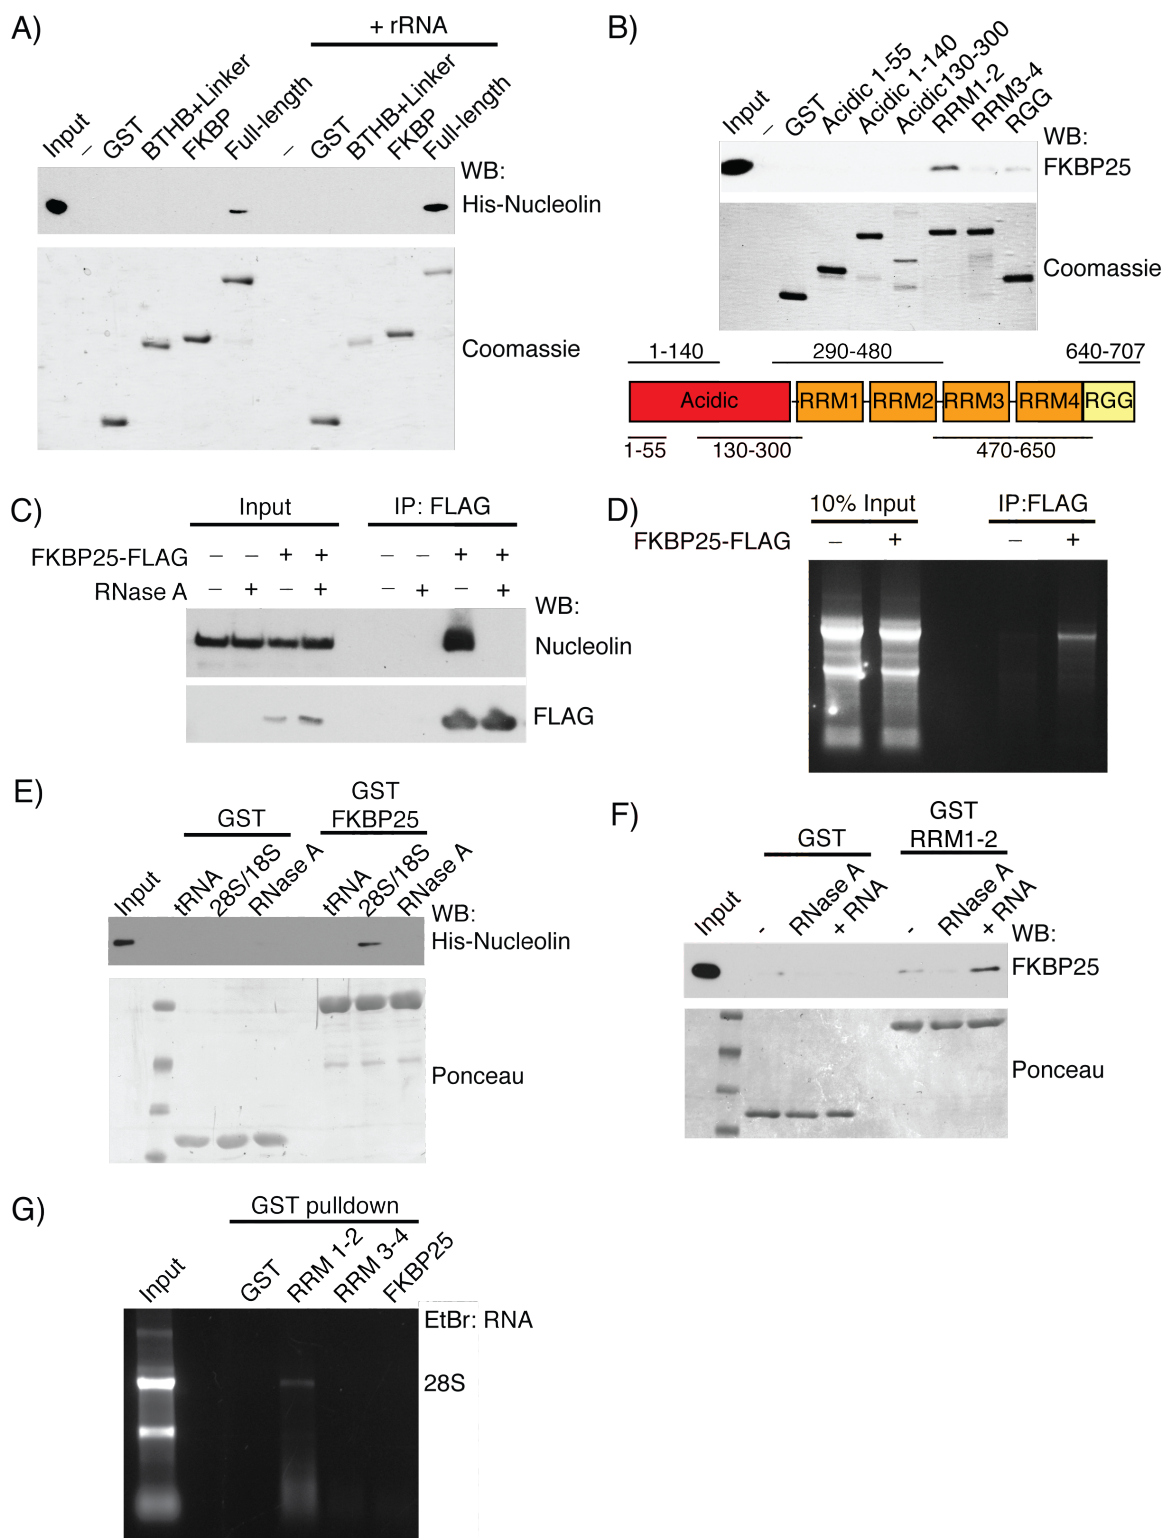 A)
+ rRNA
Input
–
GST
BTHB+Linker
FKBP
Full-length
–
GST
BTHB+Linker
FKBP
Full-length
WB:
His-Nucleolin
Coomassie
B)
Input
–
GST
Acidic 1-55
Acidic 1-140
Acidic130-300
RRM1-2
RRM3-4
RGG
WB:
FKBP25
Coomassie
1-140
290-480
640-707
Acidic
RRM1
RRM2
RRM3
RRM4
RGG
1-55
130-300
470-650
C)
Input
IP: FLAG
FKBP25-FLAG – – + + – – + +
RNase A – + – + – + – +
WB:
Nucleolin
FLAG
D)
10% Input
IP:FLAG
FKBP25-FLAG – + – +
E)
GST
GST
FKBP25
Input
tRNA
28S/18S
RNase A
tRNA
28S/18S
RNase A
WB:
His-Nucleolin
Ponceau
F)
GST
GST
RRM1-2
Input
-
RNase A
+ RNA
-
RNase A
+ RNA
WB:
FKBP25
Ponceau
G)
GST pulldown
Input
GST
RRM 1-2
RRM 3-4
FKBP25
EtBr: RNA
28S